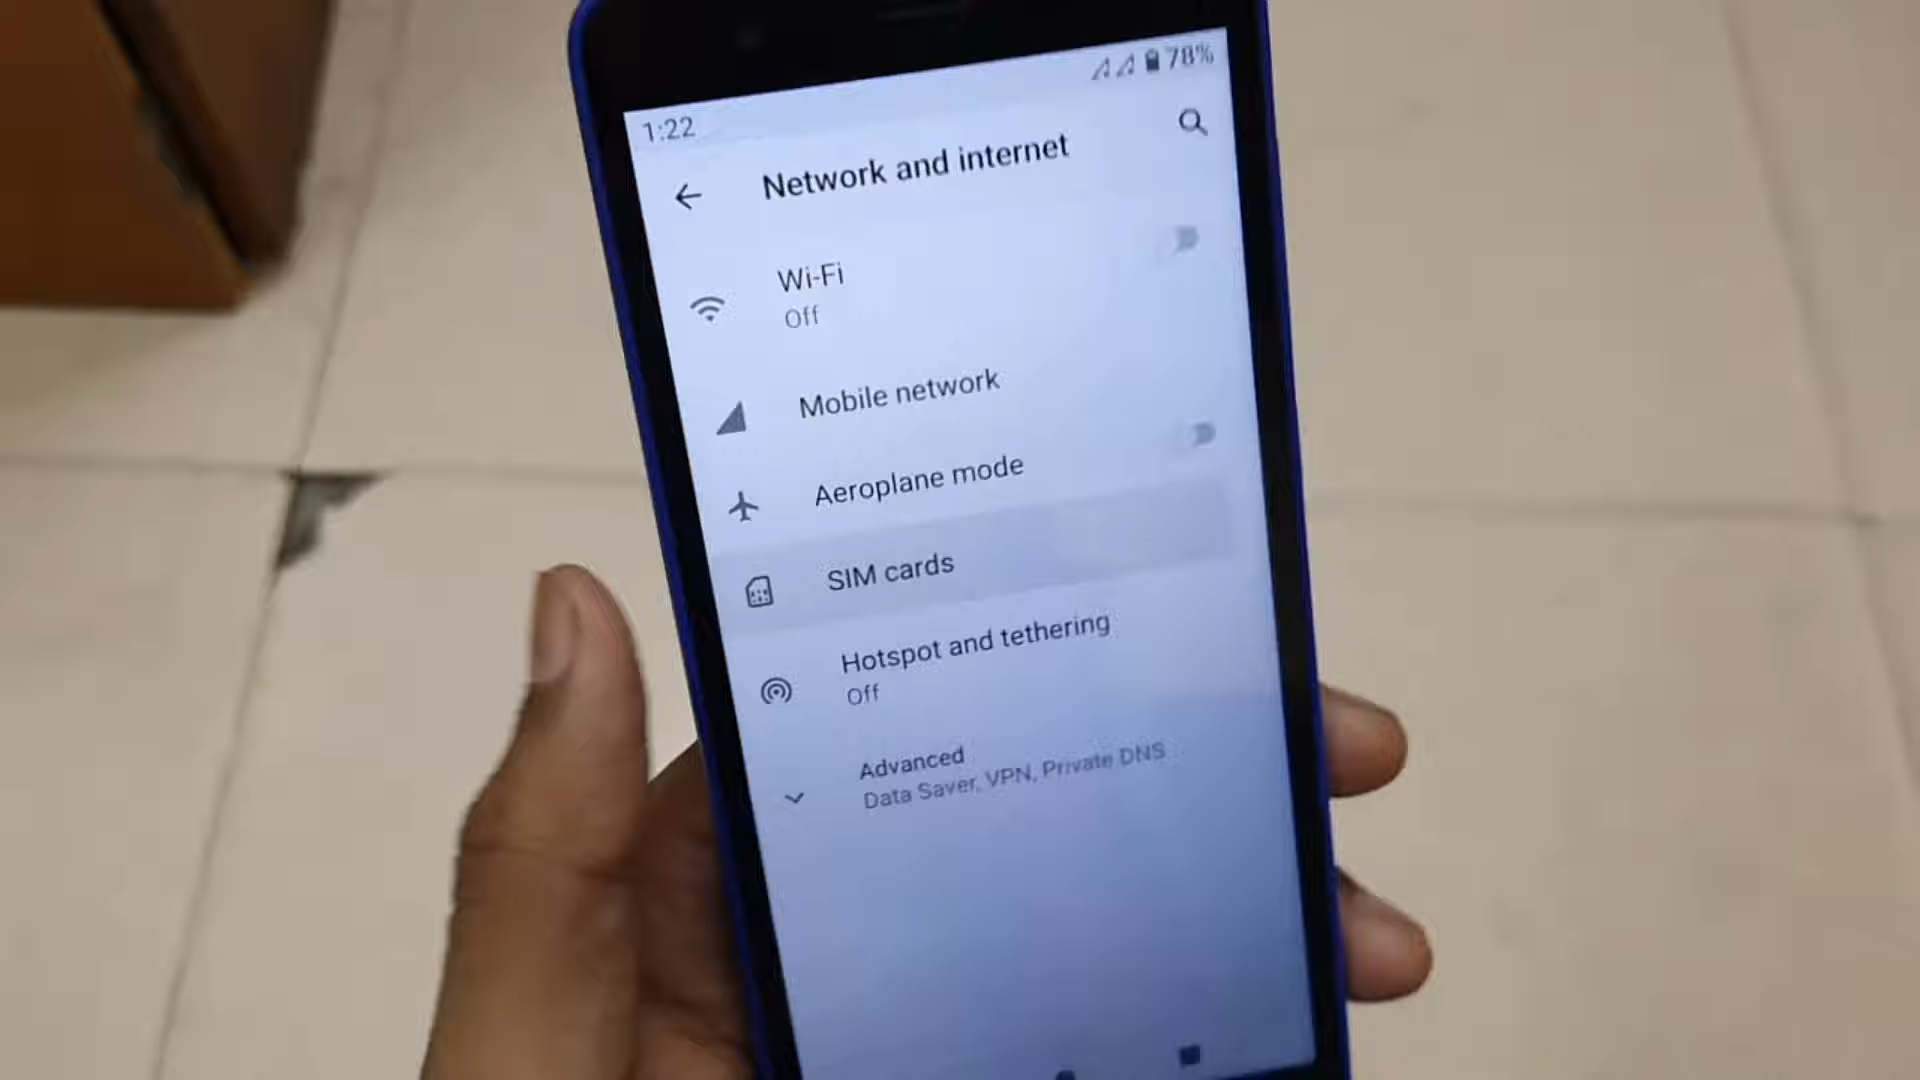 1:22 78%
Network and internet
Wi-Fi
Off
Mobile network
Aeroplane mode
SIM cards
Hotspot and tethering
Off
Advanced
Data Saver, VPN, Private DNS